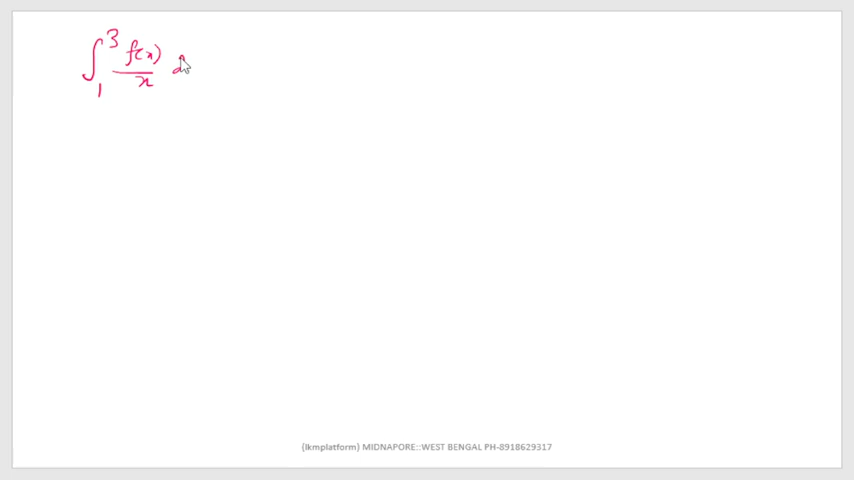 ∫₁³ f(x)/x d
{lkmplatform} MIDNAPORE::WEST BENGAL PH-8918629317